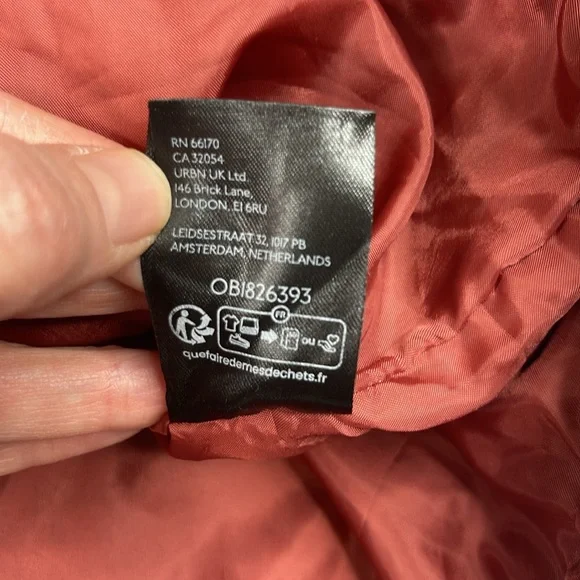 RN 66170
CA 32054
URBN UK Ltd.
146 Brick Lane,
LONDON, E1 6RU
LEIDSESTRAAT 32, 1017 PB
AMSTERDAM, NETHERLANDS
OB1826393
FR
OU
quefairedemesdechets.fr